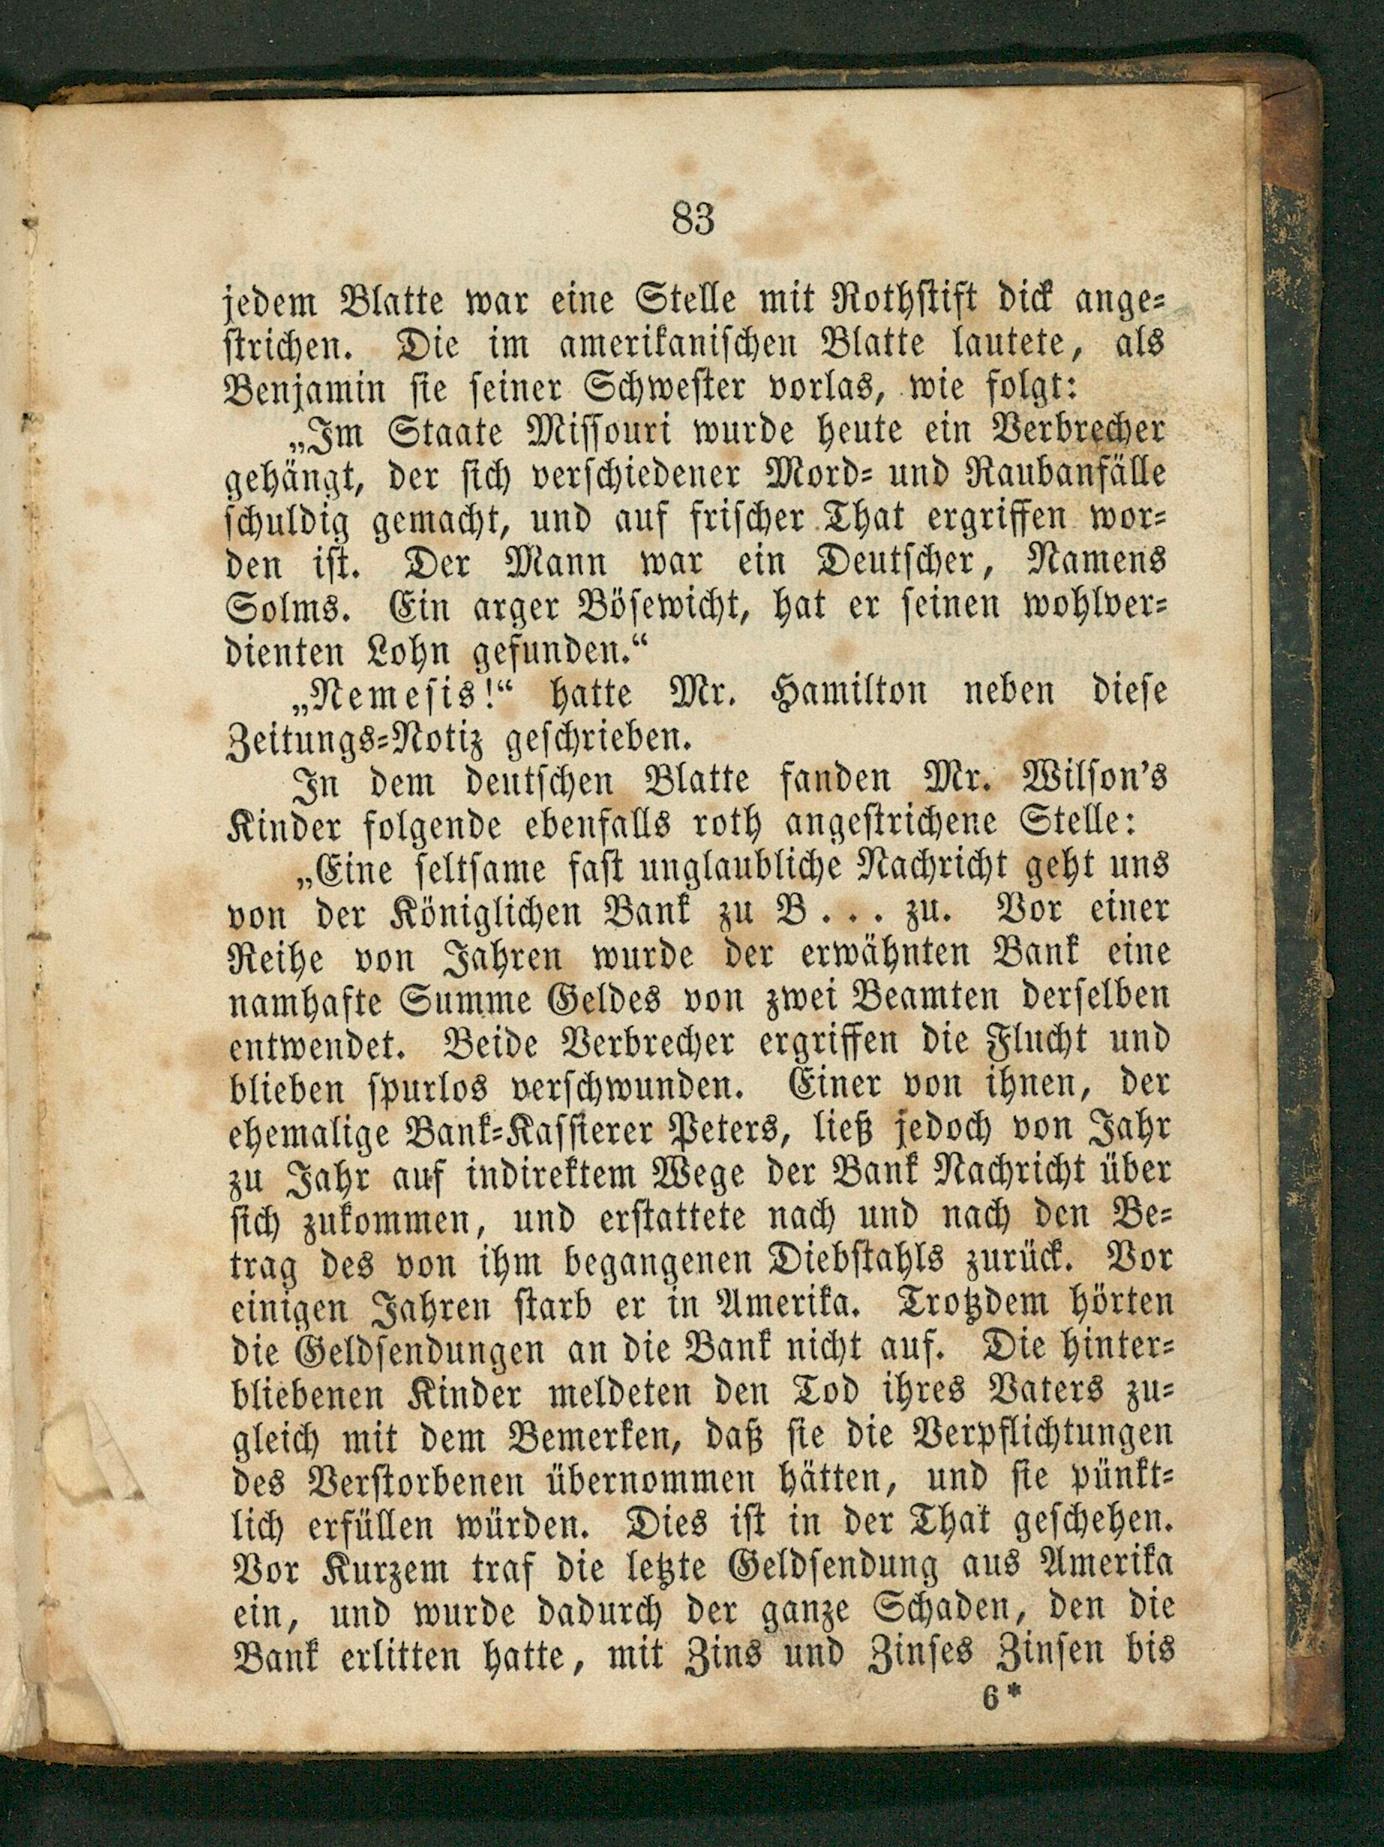 83
jedem Blatte war eine Stelle mit Rothstift dick ange-
strichen. Die im amerikanischen Blatte lautete, als
Benjamin sie seiner Schwester vorlas, wie folgt:
„Im Staate Missouri wurde heute ein Verbrecher
gehängt, der sich verschiedener Mord- und Raubanfälle
schuldig gemacht, und auf frischer That ergriffen wor-
den ist. Der Mann war ein Deutscher, Namens
Solms. Ein arger Bösewicht, hat er seinen wohlver-
dienten Lohn gefunden.“
„Nemesis!“ hatte Mr. Hamilton neben diese
Zeitungs-Notiz geschrieben.
In dem deutschen Blatte fanden Mr. Wilson's
Kinder folgende ebenfalls roth angestrichene Stelle:
„Eine seltsame fast unglaubliche Nachricht geht uns
von der Königlichen Bank zu B... zu. Vor einer
Reihe von Jahren wurde der erwähnten Bank eine
namhafte Summe Geldes von zwei Beamten derselben
entwendet. Beide Verbrecher ergriffen die Flucht und
blieben spurlos verschwunden. Einer von ihnen, der
ehemalige Bank-Kassierer Peters, ließ jedoch von Jahr
zu Jahr auf indirektem Wege der Bank Nachricht über
sich zukommen, und erstattete nach und nach den Be-
trag des von ihm begangenen Diebstahls zurück. Vor
einigen Jahren starb er in Amerika. Trotzdem hörten
die Geldsendungen an die Bank nicht auf. Die hinter-
bliebenen Kinder meldeten den Tod ihres Vaters zu-
gleich mit dem Bemerken, daß sie die Verpflichtungen
des Verstorbenen übernommen hätten, und sie pünkt-
lich erfüllen würden. Dies ist in der That geschehen.
Vor Kurzem traf die letzte Geldsendung aus Amerika
ein, und wurde dadurch der ganze Schaden, den die
Bank erlitten hatte, mit Zins und Zinses Zinsen bis
6*